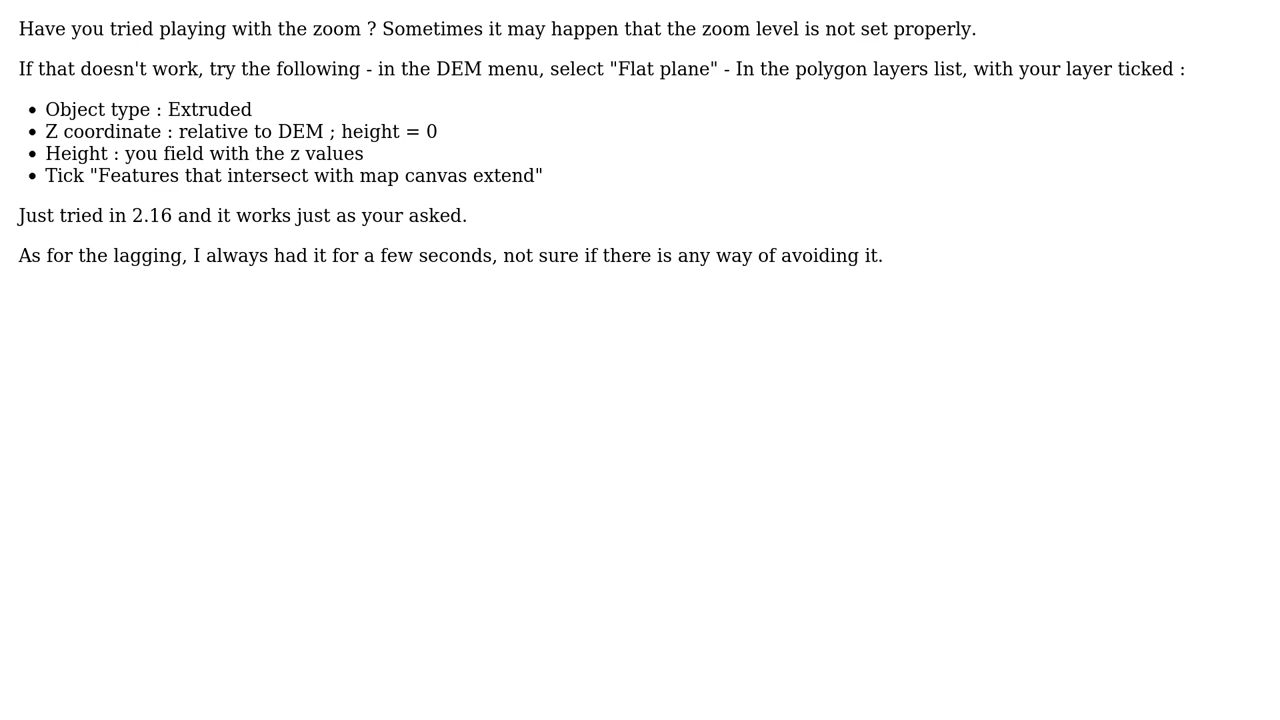 Have you tried playing with the zoom ? Sometimes it may happen that the zoom level is not set properly.
If that doesn't work, try the following - in the DEM menu, select "Flat plane" - In the polygon layers list, with your layer ticked :
• Object type : Extruded
• Z coordinate : relative to DEM ; height = 0
• Height : you field with the z values
• Tick "Features that intersect with map canvas extend"
Just tried in 2.16 and it works just as your asked.
As for the lagging, I always had it for a few seconds, not sure if there is any way of avoiding it.